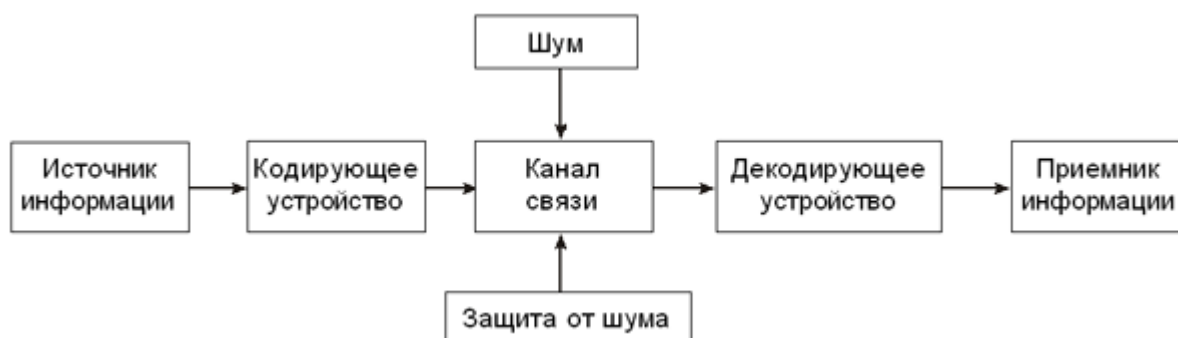 Шум
Источник
информации
Кодирующее
устройство
Канал
связи
Декодирующее
устройство
Приемник
информации
Защита от шума